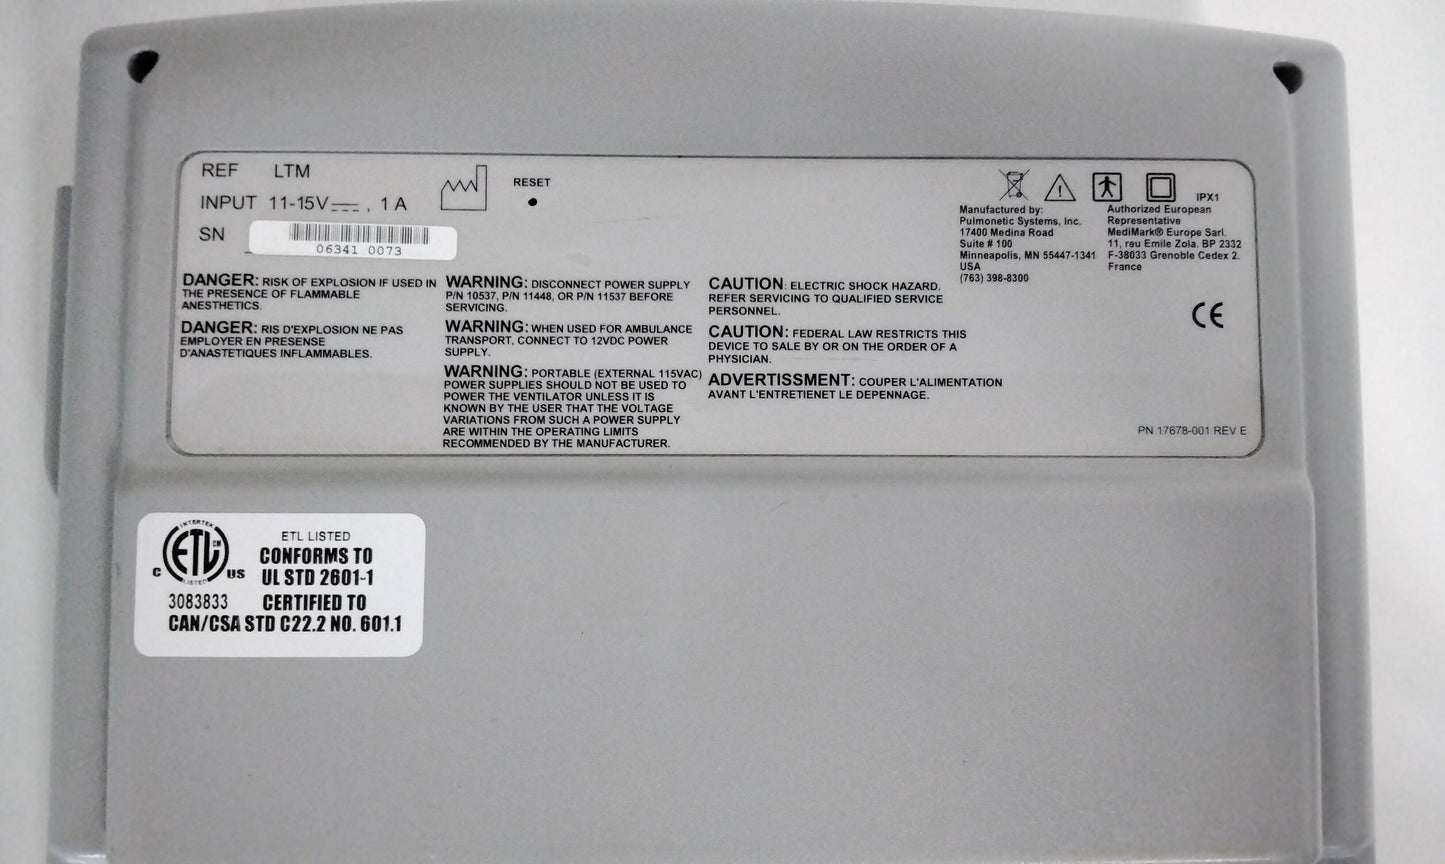 REF LTM
INPUT 11-15V , 1 A
SN
06341 0073
RESET
IPX1
Manufactured by:
Pulmonetic Systems, Inc.
17400 Medina Road
Suite # 100
Minneapolis, MN 55447-1341
USA
(763) 398-8300
Authorized European
Representative
MediMark® Europe Sarl.
11, reu Emile Zola. BP 2332
F-38033 Grenoble Cedex 2.
France
DANGER: RISK OF EXPLOSION IF USED IN
THE PRESENCE OF FLAMMABLE
ANESTHETICS.
DANGER: RIS D'EXPLOSION NE PAS
EMPLOYER EN PRESENSE
D'ANASTETIQUES INFLAMMABLES.
WARNING: DISCONNECT POWER SUPPLY
P/N 10537, P/N 11448, OR P/N 11537 BEFORE
SERVICING.
WARNING: WHEN USED FOR AMBULANCE
TRANSPORT, CONNECT TO 12VDC POWER
SUPPLY.
WARNING: PORTABLE (EXTERNAL 115VAC)
POWER SUPPLIES SHOULD NOT BE USED TO
POWER THE VENTILATOR UNLESS IT IS
KNOWN BY THE USER THAT THE VOLTAGE
VARIATIONS FROM SUCH A POWER SUPPLY
ARE WITHIN THE OPERATING LIMITS
RECOMMENDED BY THE MANUFACTURER.
CAUTION: ELECTRIC SHOCK HAZARD.
REFER SERVICING TO QUALIFIED SERVICE
PERSONNEL.
CAUTION: FEDERAL LAW RESTRICTS THIS
DEVICE TO SALE BY OR ON THE ORDER OF A
PHYSICIAN.
ADVERTISSMENT: COUPER L'ALIMENTATION
AVANT L'ENTRETIENET LE DEPENNAGE.
CE
PN 17678-001 REV E
INTERTEK
ETL CM
LISTED
C US
3083833
ETL LISTED
CONFORMS TO
UL STD 2601-1
CERTIFIED TO
CAN/CSA STD C22.2 NO. 601.1